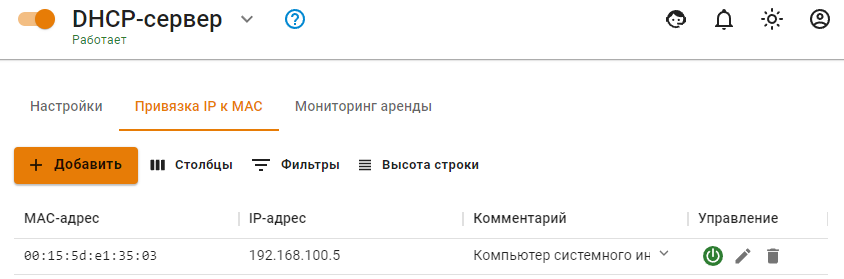 DHCP-сервер
Работает
Настройки Привязка IP к MAC Мониторинг аренды
Добавить Столбцы Фильтры Высота строки
MAC-адрес IP-адрес Комментарий Управление
00:15:5d:e1:35:03 192.168.100.5 Компьютер системного ин